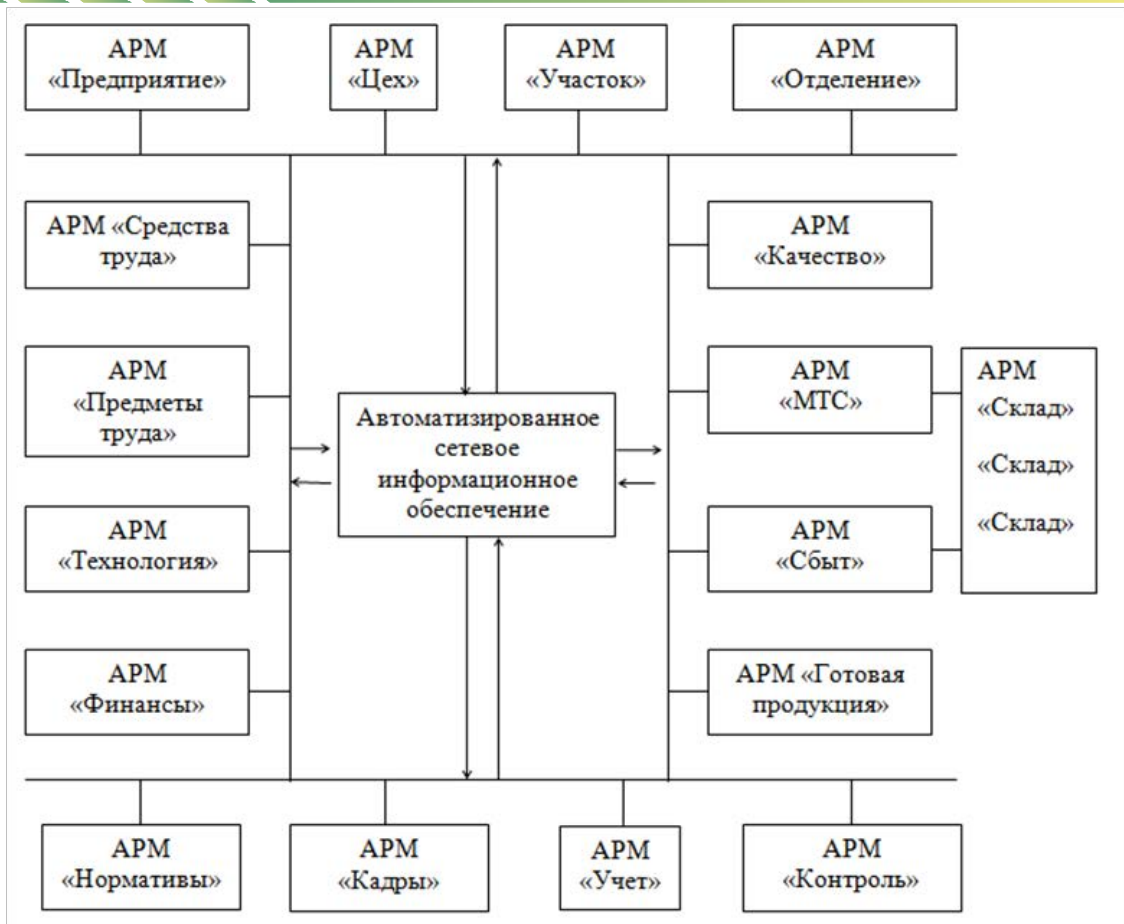 АРМ
«Предприятие»
АРМ
«Цех»
АРМ
«Участок»
АРМ
«Отделение»
АРМ «Средства
труда»
АРМ
«Качество»
АРМ
«Предметы
труда»
АРМ
«МТС»
АРМ
«Склад»
«Склад»
«Склад»
Автоматизированное
сетевое
информационное
обеспечение
АРМ
«Технология»
АРМ
«Сбыт»
АРМ
«Финансы»
АРМ «Готовая
продукция»
АРМ
«Нормативы»
АРМ
«Кадры»
АРМ
«Учет»
АРМ
«Контроль»